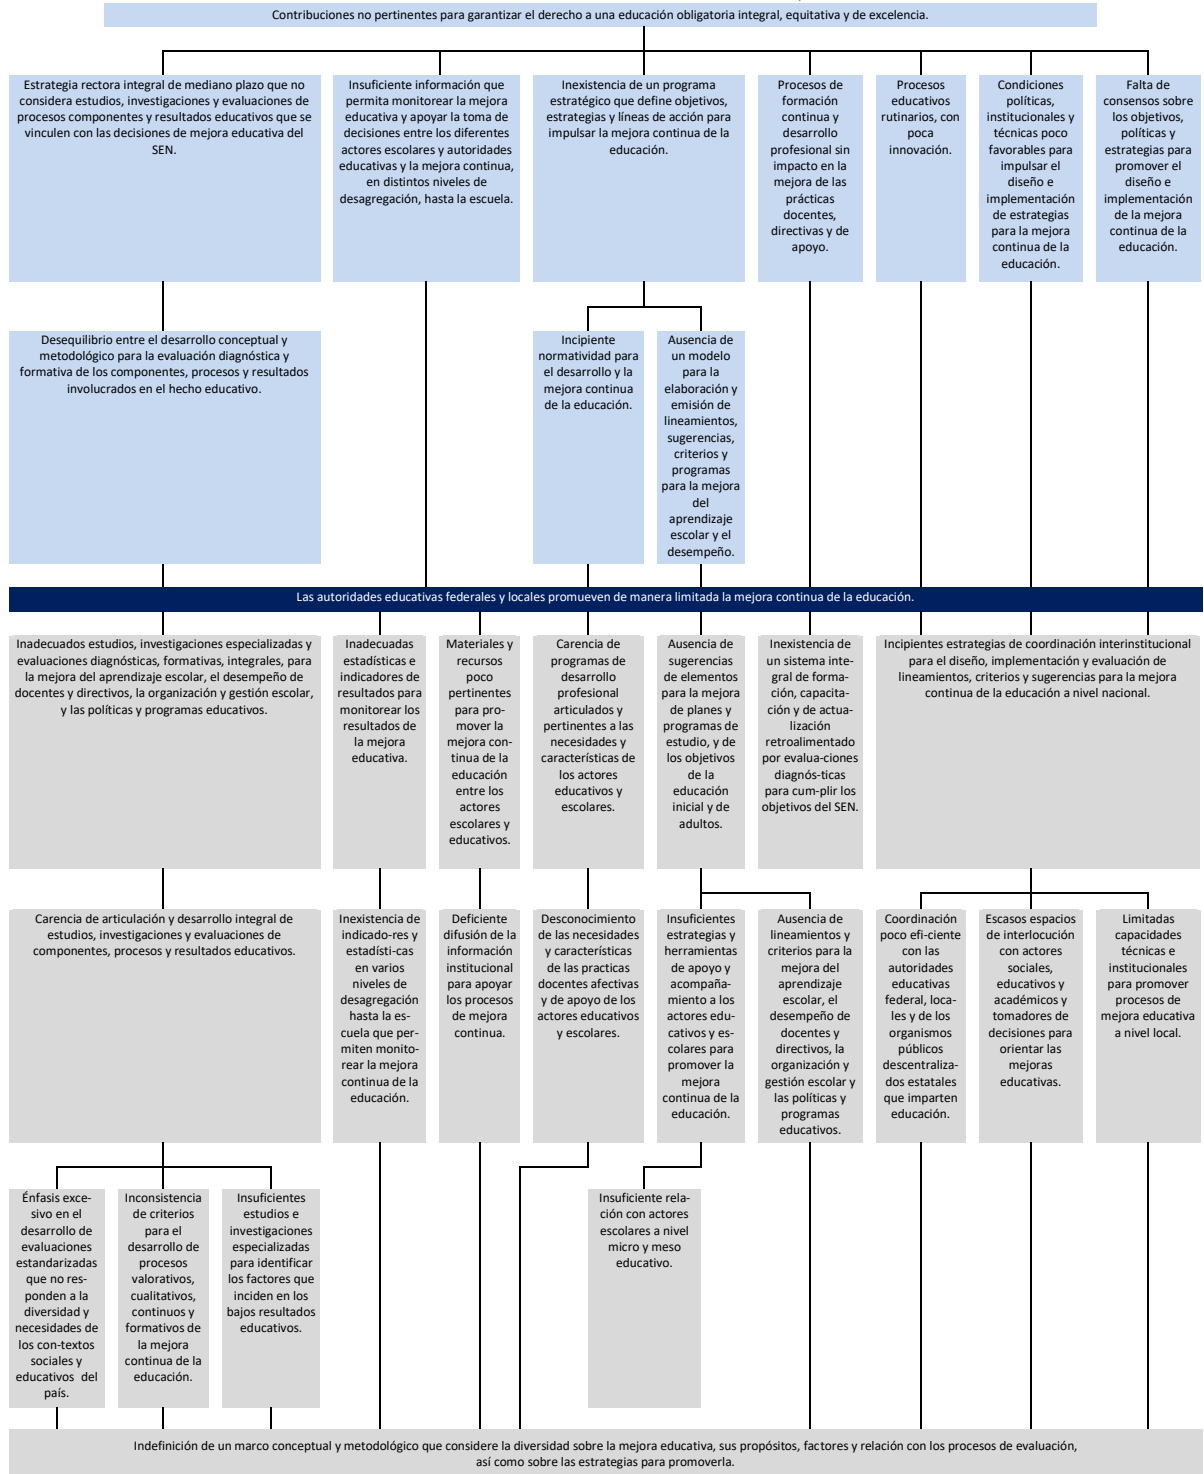 Contribuciones no pertinentes para garantizar el derecho a una educación obligatoria integral, equitativa y de excelencia.
Estrategia rectora integral de mediano plazo que no
considera estudios, investigaciones y evaluaciones de
procesos componentes y resultados educativos que se
vinculen con las decisiones de mejora educativa del
SEN.
Insuficiente información que
permita monitorear la mejora
educativa y apoyar la toma de
decisiones entre los diferentes
actores escolares y autoridades
educativas y la mejora continua,
en distintos niveles de
desagregación, hasta la escuela.
Inexistencia de un programa
estratégico que define objetivos,
estrategias y líneas de acción para
impulsar la mejora continua de la
educación.
Procesos de
formación
continua y
desarrollo
profesional sin
impacto en la
mejora de las
prácticas
docentes,
directivas y de
apoyo.
Procesos
educativos
rutinarios, con
poca
innovación.
Condiciones
políticas,
institucionales y
técnicas poco
favorables para
impulsar el
diseño e
implementación
de estrategias
para la mejora
continua de la
educación.
Falta de
consensos sobre
los objetivos,
políticas y
estrategias para
promover el
diseño e
implementación
de la mejora
continua de la
educación.
Desequilibrio entre el desarrollo conceptual y
metodológico para la evaluación diagnóstica y
formativa de los componentes, procesos y resultados
involucrados en el hecho educativo.
Incipiente
normatividad para
el desarrollo y la
mejora continua
de la educación.
Ausencia de
un modelo
para la
elaboración y
emisión de
lineamientos,
sugerencias,
criterios y
programas
para la mejora
del
aprendizaje
escolar y el
desempeño.
Las autoridades educativas federales y locales promueven de manera limitada la mejora continua de la educación.
Inadecuados estudios, investigaciones especializadas y
evaluaciones diagnósticas, formativas, integrales, para
la mejora del aprendizaje escolar, el desempeño de
docentes y directivos, la organización y gestión escolar,
y las políticas y programas educativos.
Inadecuadas
estadísticas e
indicadores de
resultados para
monitorear los
resultados de
la mejora
educativa.
Materiales y
recursos
poco
pertinentes
para pro-
mover la
mejora con-
tinua de la
educación
entre los
actores
escolares y
educativos.
Carencia de
programas de
desarrollo
profesional
articulados y
pertinentes a las
necesidades y
características de
los actores
educativos y
escolares.
Ausencia de
sugerencias
de elementos
para la mejora
de planes y
programas de
estudio, y de
los objetivos
de la
educación
inicial y de
adultos.
Inexistencia de
un sistema inte-
gral de forma-
ción, capacita-
ción y de actua-
lización
retroalimentado
por evalua-ciones
diagnós-ticas
para cum-plir los
objetivos del SEN.
Incipientes estrategias de coordinación interinstitucional
para el diseño, implementación y evaluación de
lineamientos, criterios y sugerencias para la mejora
continua de la educación a nivel nacional.
Carencia de articulación y desarrollo integral de
estudios, investigaciones y evaluaciones de
componentes, procesos y resultados educativos.
Inexistencia de
indicado-res y
estadísti-cas
en varios
niveles de
desagregación
hasta la es-
cuela que per-
miten monito-
rear la mejora
continua de la
educación.
Deficiente
difusión de la
información
institucional
para apoyar
los procesos
de mejora
continua.
Desconocimiento
de las necesidades
y características
de las practicas
docentes afectivas
y de apoyo de los
actores educativos
y escolares.
Insuficientes
estrategias y
herramientas
de apoyo y
acompaña-
miento a los
actores edu-
cativos y es-
colares para
promover la
mejora
continua de la
educación.
Ausencia de
lineamientos y
criterios para la
mejora del
aprendizaje
escolar, el
desempeño de
docentes y
directivos, la
organización y
gestión escolar y
las políticas y
programas
educativos.
Coordinación
poco efi-ciente
con las
autoridades
educativas
federal, loca-
les y de los
organismos
públicos
descentraliza-
dos estatales
que imparten
educación.
Escasos espacios
de interlocución
con actores
sociales,
educativos y
académicos y
tomadores de
decisiones para
orientar las
mejoras
educativas.
Limitadas
capacidades
técnicas e
institucionales
para promover
procesos de
mejora educativa
a nivel local.
Énfasis exce-
sivo en el
desarrollo de
evaluaciones
estandarizadas
que no res-
ponden a la
diversidad y
necesidades de
los con-textos
sociales y
educativos del
país.
Inconsistencia
de criterios
para el
desarrollo de
procesos
valorativos,
cualitativos,
continuos y
formativos de
la mejora
continua de la
educación.
Insuficientes
estudios e
investigaciones
especializadas
para identificar
los factores que
inciden en los
bajos resultados
educativos.
Insuficiente rela-
ción con actores
escolares a nivel
micro y meso
educativo.
Indefinición de un marco conceptual y metodológico que considere la diversidad sobre la mejora educativa, sus propósitos, factores y relación con los procesos de evaluación,
así como sobre las estrategias para promoverla.